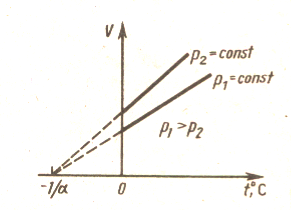 V
p₂=const
p₁=const
p₁>p₂
-1/α
0
t,°C